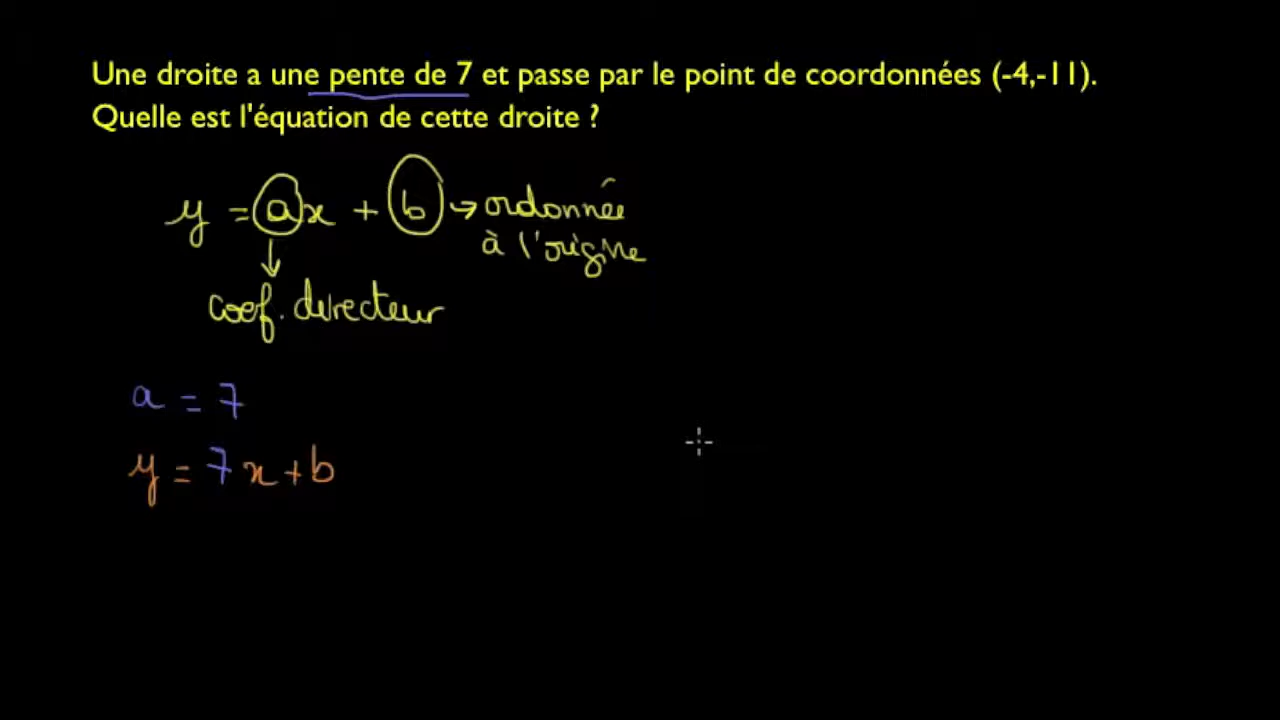 Une droite a une pente de 7 et passe par le point de coordonnées (-4,-11).
Quelle est l'équation de cette droite ?
y = ax + b → ordonnée
à l'origine
↓
coef. directeur
a = 7
y = 7x+b